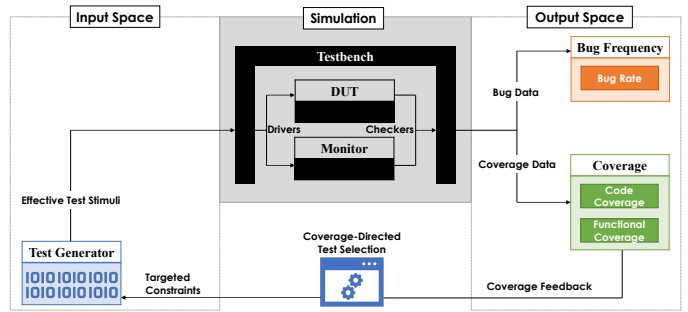 Input Space
Simulation
Output Space
Testbench
DUT
Drivers
Checkers
Monitor
Bug Frequency
Bug Rate
Bug Data
Coverage Data
Coverage
Code
Coverage
Functional
Coverage
Effective Test Stimuli
Test Generator
1010101010
1010101010
Targeted
Constraints
Coverage-Directed
Test Selection
Coverage Feedback